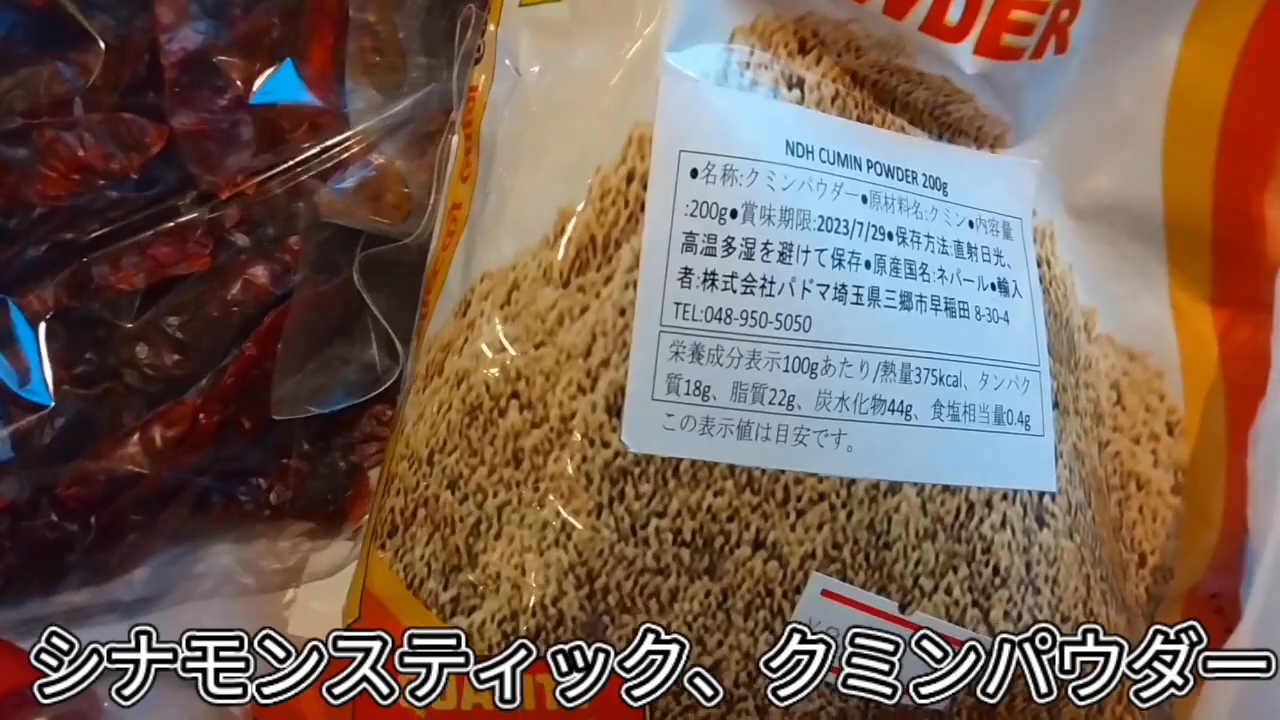 WDER
NDH CUMIN POWDER 200g
●名称:クミンパウダー●原材料名:クミン●内容量
:200g●賞味期限:2023/7/29●保存方法:直射日光、
高温多湿を避けて保存●原産国名:ネパール●輸入
者:株式会社パドマ埼玉県三郷市早稲田 8-30-4
TEL:048-950-5050
栄養成分表示100gあたり/熱量375kcal、タンパク
質18g、脂質22g、炭水化物44g、食塩相当量0.4g
この表示値は目安です。
シナモンスティック、クミンパウダー